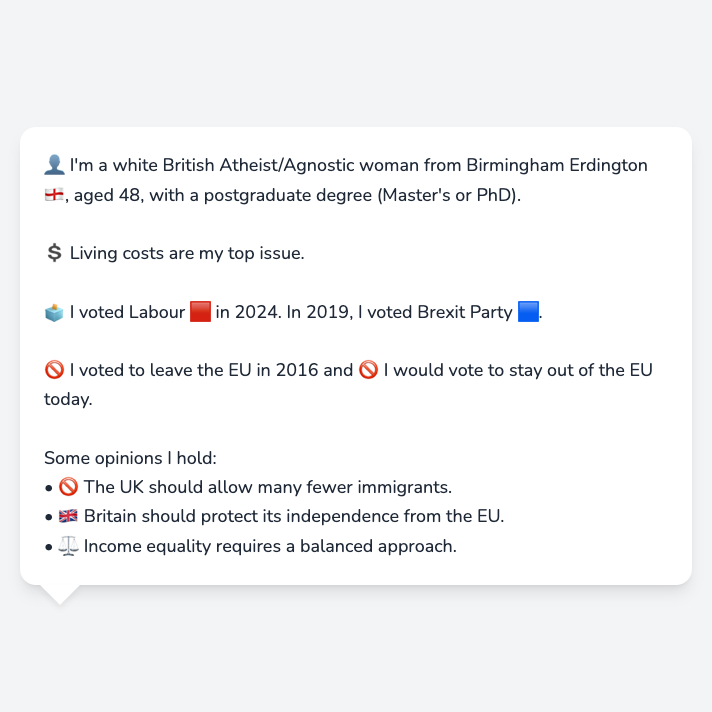 👤 I'm a white British Atheist/Agnostic woman from Birmingham Erdington
🏴󠁧󠁢󠁥󠁮󠁧󠁿, aged 48, with a postgraduate degree (Master's or PhD).
💲 Living costs are my top issue.
🗳️ I voted Labour 🟥 in 2024. In 2019, I voted Brexit Party 🟦.
🚫 I voted to leave the EU in 2016 and 🚫 I would vote to stay out of the EU
today.
Some opinions I hold:
• 🚫 The UK should allow many fewer immigrants.
• 🇬🇧 Britain should protect its independence from the EU.
• ⚖️ Income equality requires a balanced approach.